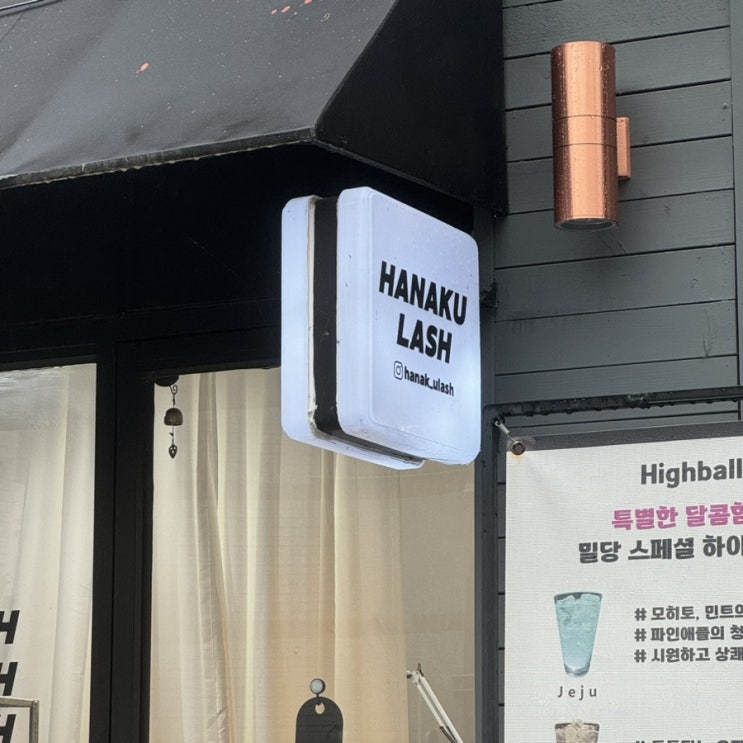 HANAKU
LASH
hanak_ulash
Highball
특별한 달콤함
밀당 스페셜 하이
# 모히토, 민트의
# 파인애플의 청
# 시원하고 상쾌
Jeju
H
H
H